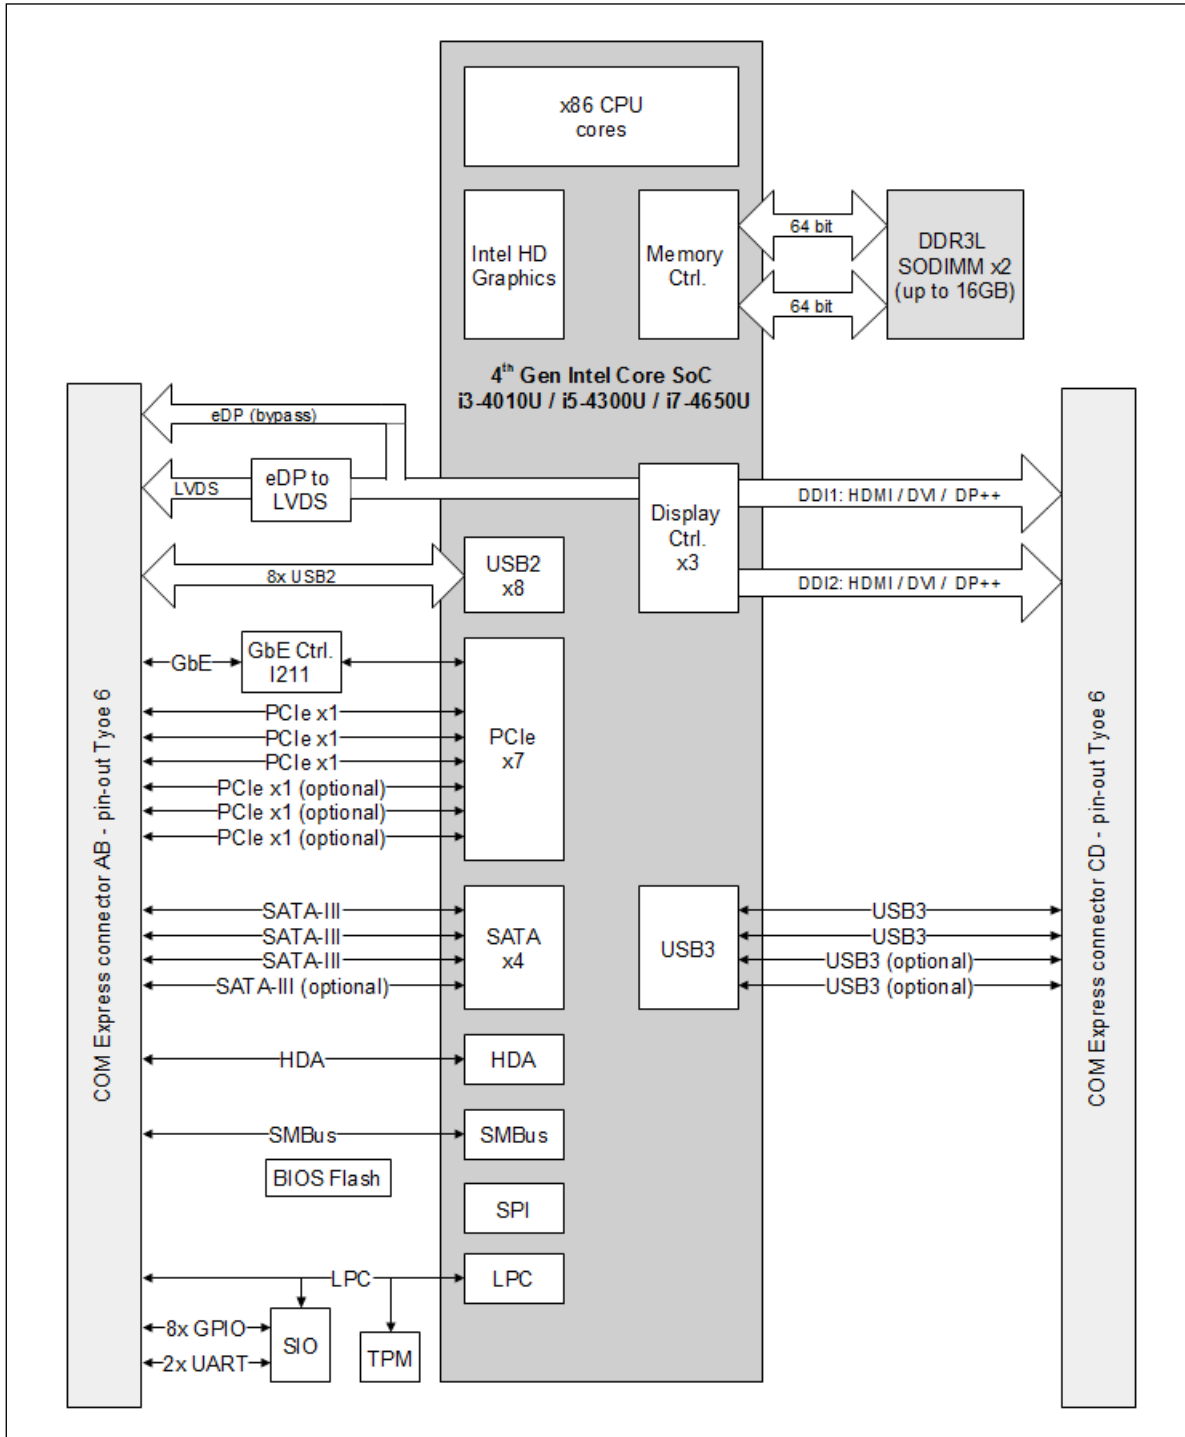 x86 CPU
cores
Intel HD
Graphics
Memory
Ctrl.
64 bit
64 bit
DDR3L
SODIMM x2
(up to 16GB)
4th Gen Intel Core SoC
i3-4010U / i5-4300U / i7-4650U
eDP (bypass)
LVDS
eDP to
LVDS
Display
Ctrl.
x3
DDI1: HDMI / DVI / DP++
DDI2: HDMI / DVI / DP++
8x USB2
USB2
x8
GbE
GbE Ctrl.
I211
PCIe x1
PCIe x1
PCIe x1
PCIe x1 (optional)
PCIe x1 (optional)
PCIe x1 (optional)
PCIe
x7
SATA-III
SATA-III
SATA-III
SATA-III (optional)
SATA
x4
USB3
USB3
USB3
USB3 (optional)
USB3 (optional)
HDA
HDA
SMBus
SMBus
BIOS Flash
SPI
LPC
LPC
8x GPIO
2x UART
SIO
TPM
COM Express connector AB - pin-out Tyoe 6
COM Express connector CD - pin-out Tyoe 6